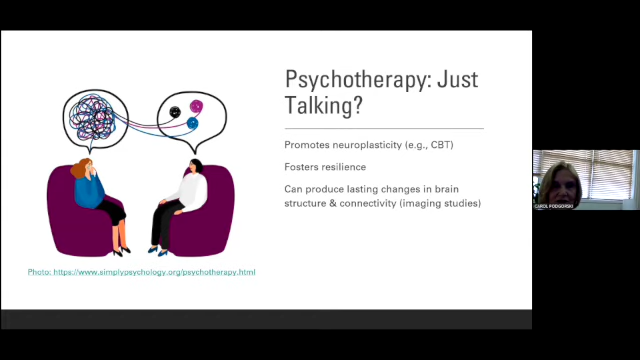 Psychotherapy: Just
Talking?
Promotes neuroplasticity (e.g., CBT)
Fosters resilience
Can produce lasting changes in brain
structure & connectivity (imaging studies)
Photo: https://www.simplypsychology.org/psychotherapy.html
CAROL PODGORSKI